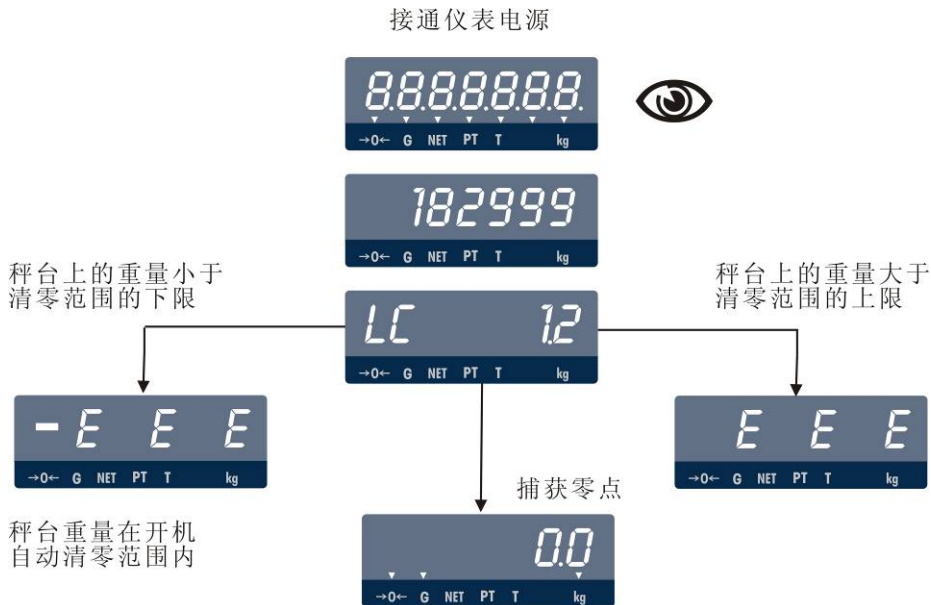 接通仪表电源
8.8.8.8.8.8.8.
→0← G NET PT T kg
182999
→0← G NET PT T kg
秤台上的重量小于
清零范围的下限
秤台上的重量大于
清零范围的上限
LC 1.2
→0← G NET PT T kg
-E E E
→0← G NET PT T kg
E E E
→0← G NET PT T kg
捕获零点
秤台重量在开机
自动清零范围内
0.0
→0← G NET PT T kg